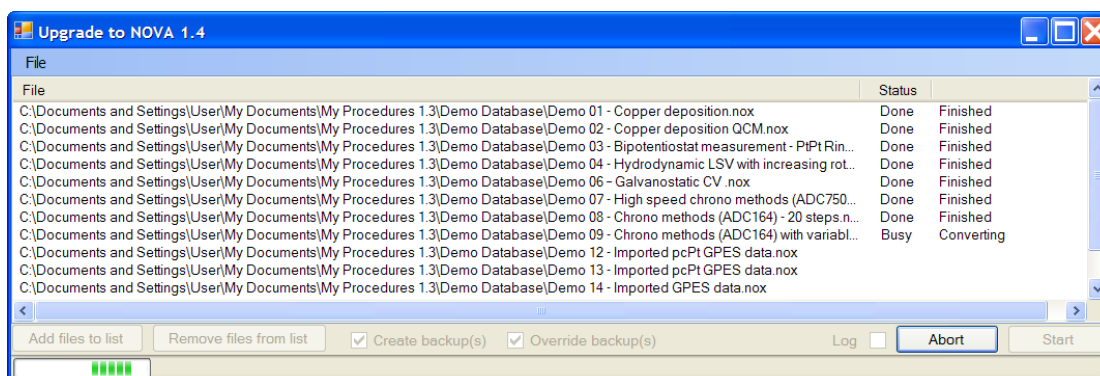 Upgrade to NOVA 1.4
File
File Status
C:\Documents and Settings\User\My Documents\My Procedures 1.3\Demo Database\Demo 01 - Copper deposition.nox Done Finished
C:\Documents and Settings\User\My Documents\My Procedures 1.3\Demo Database\Demo 02 - Copper deposition QCM.nox Done Finished
C:\Documents and Settings\User\My Documents\My Procedures 1.3\Demo Database\Demo 03 - Bipotentiostat measurement - PtPt Rin... Done Finished
C:\Documents and Settings\User\My Documents\My Procedures 1.3\Demo Database\Demo 04 - Hydrodynamic LSV with increasing rot... Done Finished
C:\Documents and Settings\User\My Documents\My Procedures 1.3\Demo Database\Demo 06 – Galvanostatic CV .nox Done Finished
C:\Documents and Settings\User\My Documents\My Procedures 1.3\Demo Database\Demo 07 - High speed chrono methods (ADC750... Done Finished
C:\Documents and Settings\User\My Documents\My Procedures 1.3\Demo Database\Demo 08 - Chrono methods (ADC164) - 20 steps.n... Done Finished
C:\Documents and Settings\User\My Documents\My Procedures 1.3\Demo Database\Demo 09 - Chrono methods (ADC164) with variabl... Busy Converting
C:\Documents and Settings\User\My Documents\My Procedures 1.3\Demo Database\Demo 12 - Imported pcPt GPES data.nox
C:\Documents and Settings\User\My Documents\My Procedures 1.3\Demo Database\Demo 13 - Imported pcPt GPES data.nox
C:\Documents and Settings\User\My Documents\My Procedures 1.3\Demo Database\Demo 14 - Imported GPES data.nox
Add files to list Remove files from list Create backup(s) Override backup(s) Log Abort Start